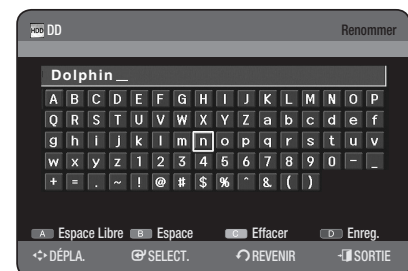 HDD DD Renommer
Dolphin_
A B C D E F G H I J K L M N O P
Q R S T U V W X Y Z a b c d e f
g h i j k l m n o p q r s t u v
w x y z 1 2 3 4 5 6 7 8 9 0 - _
+ = . ~ ! @ # $ % ^ & ( )
A Espace Libre B Espace C Effacer D Enreg.
DÉPLA. SELECT. REVENIR SORTIE